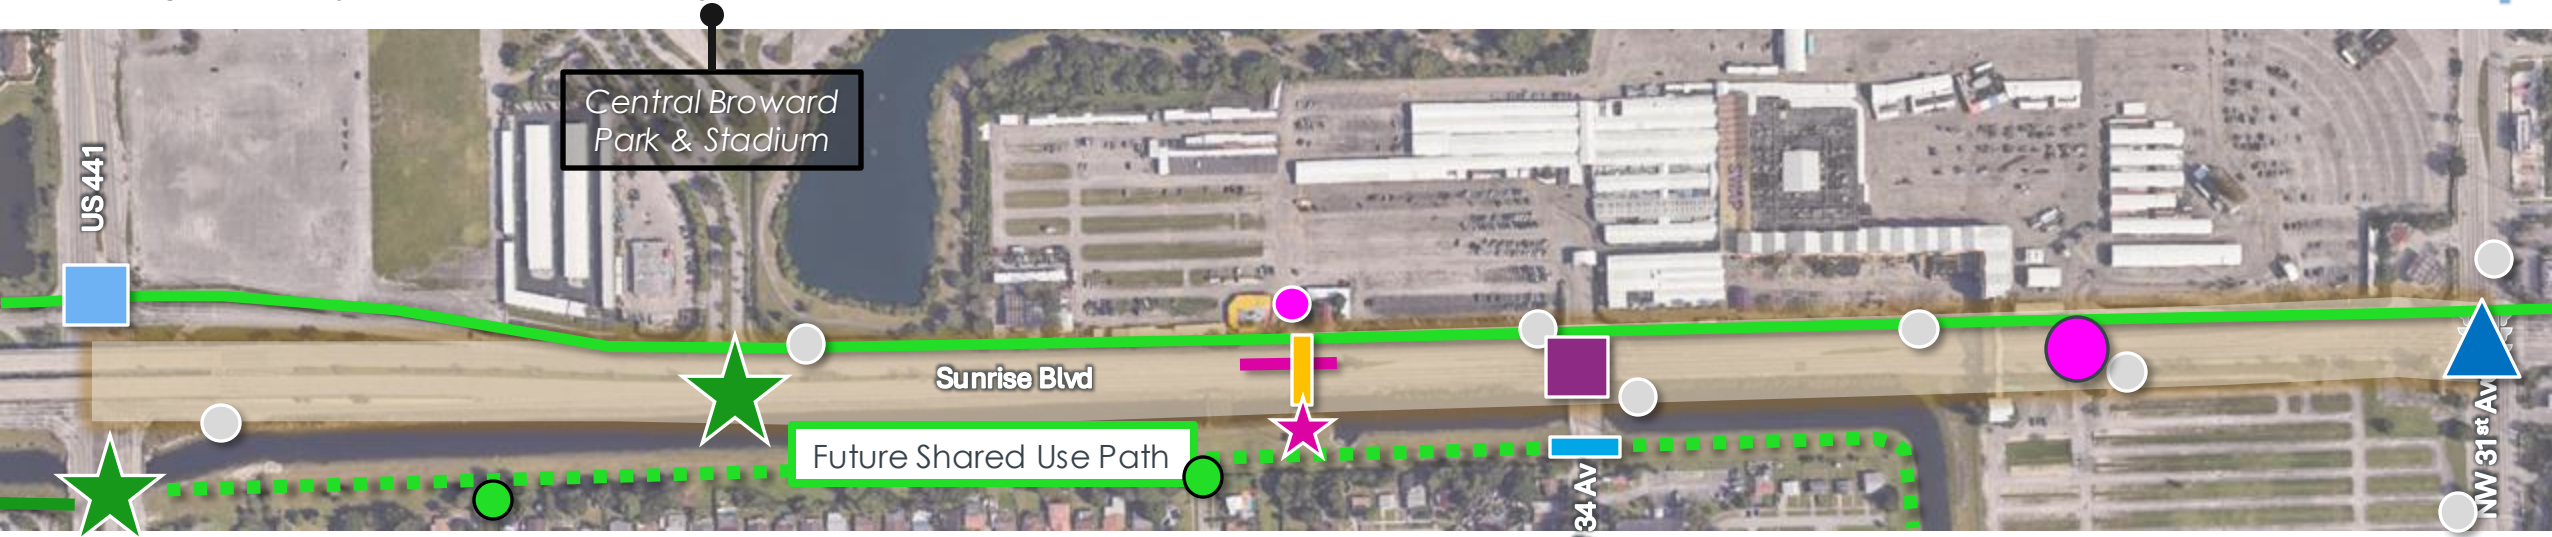 Central Broward
Park & Stadium
US 441
Sunrise Blvd
Future Shared Use Path
34 Av
NW 31st Av